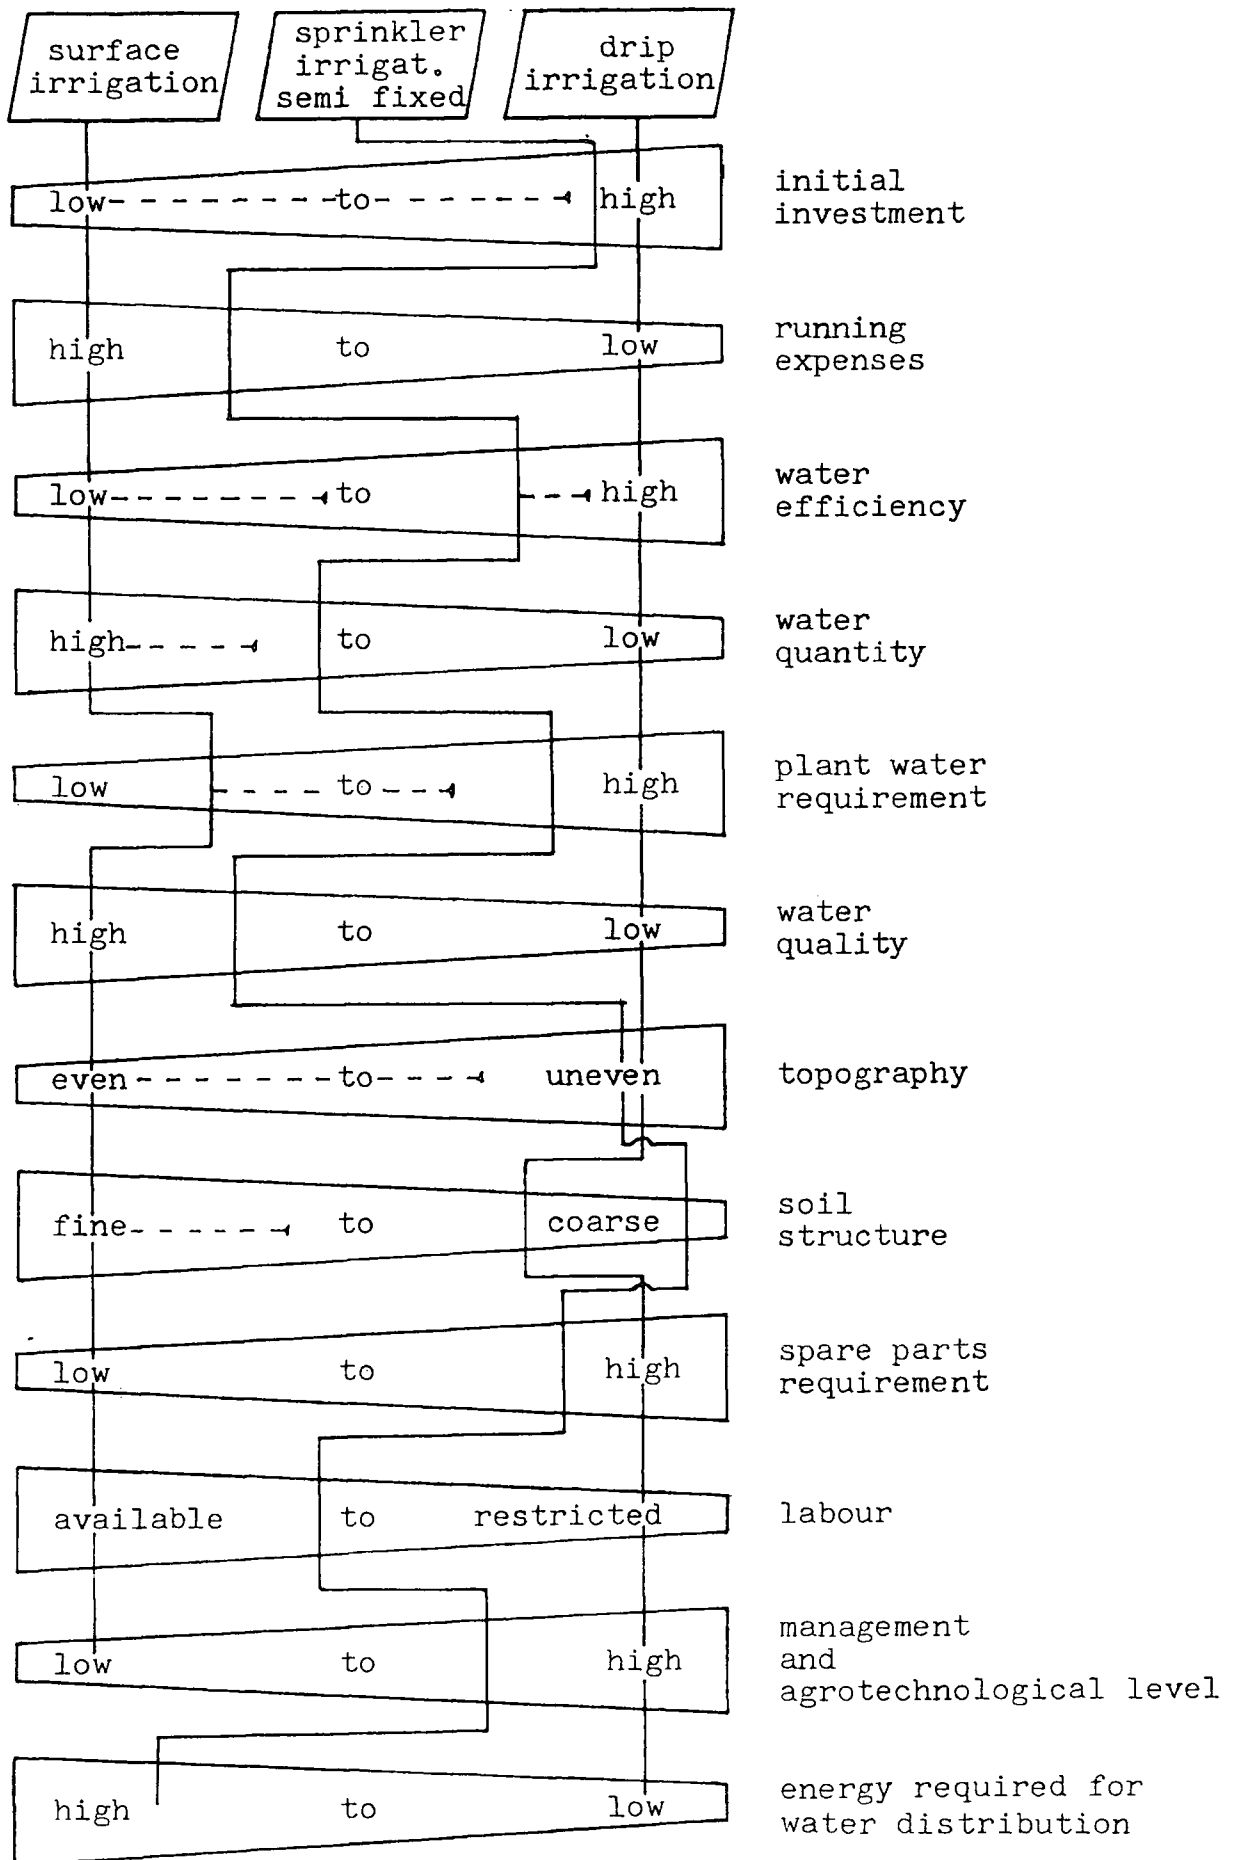 surface
irrigation
sprinkler
irrigat.
semi fixed
drip
irrigation
low to high
initial
investment
high to low
running
expenses
low to high
water
efficiency
high to low
water
quantity
low to high
plant water
requirement
high to low
water
quality
even to uneven
topography
fine to coarse
soil
structure
low to high
spare parts
requirement
available to restricted
labour
low to high
management
and
agrotechnological level
high to low
energy required for
water distribution